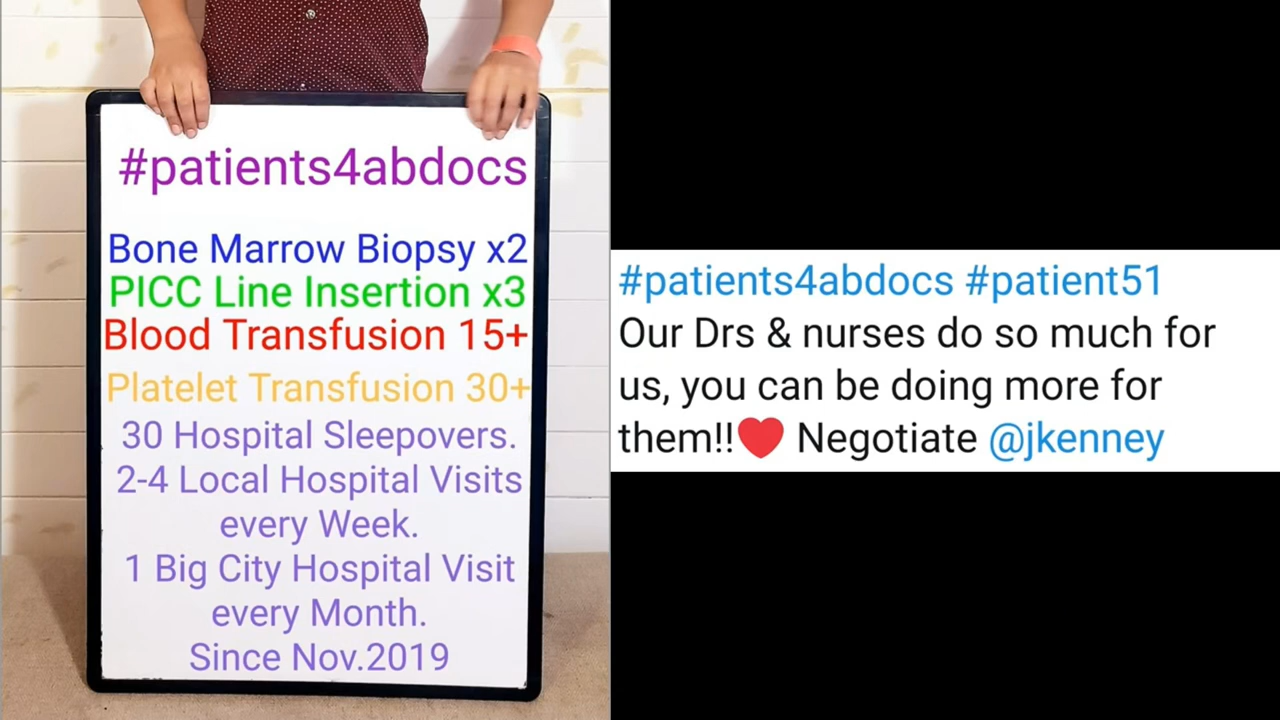 #patients4abdocs
Bone Marrow Biopsy x2
PICC Line Insertion x3
Blood Transfusion 15+
Platelet Transfusion 30+
30 Hospital Sleepovers.
2-4 Local Hospital Visits
every Week.
1 Big City Hospital Visit
every Month.
Since Nov.2019
#patients4abdocs #patient51
Our Drs & nurses do so much for
us, you can be doing more for
them!!❤️ Negotiate @jkenney